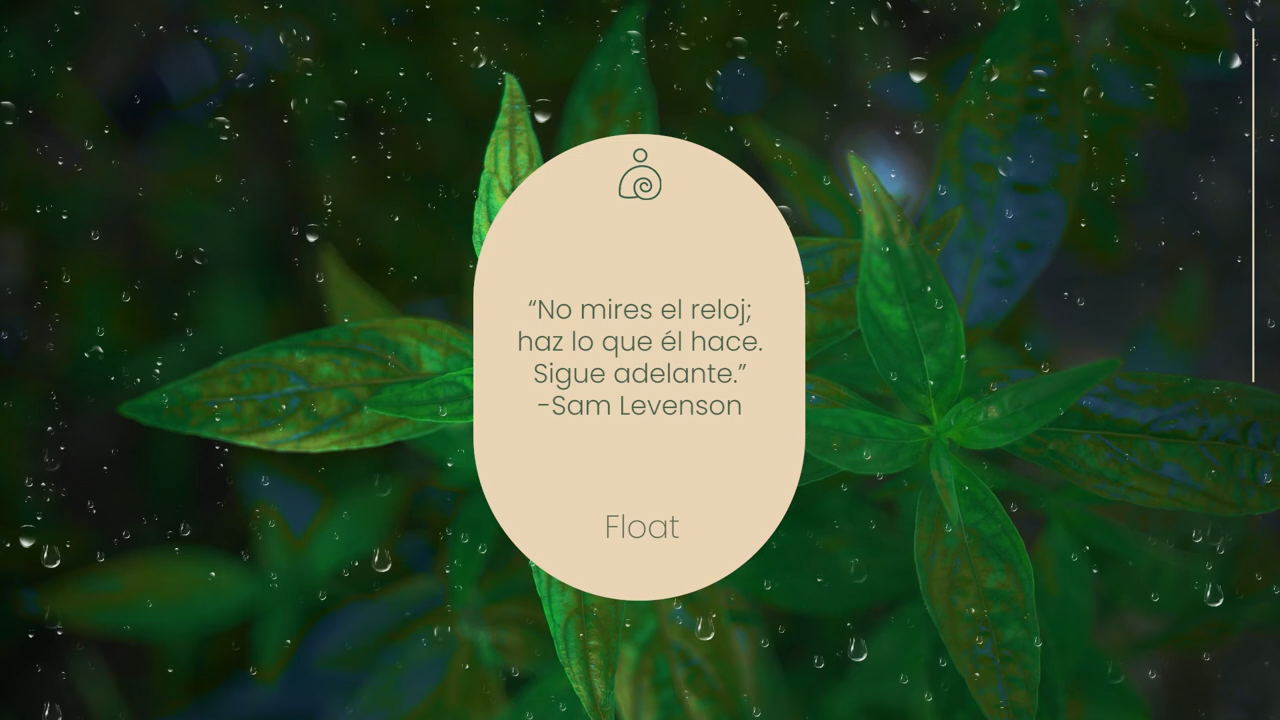 “No mires el reloj;
haz lo que él hace.
Sigue adelante.”
-Sam Levenson
Float